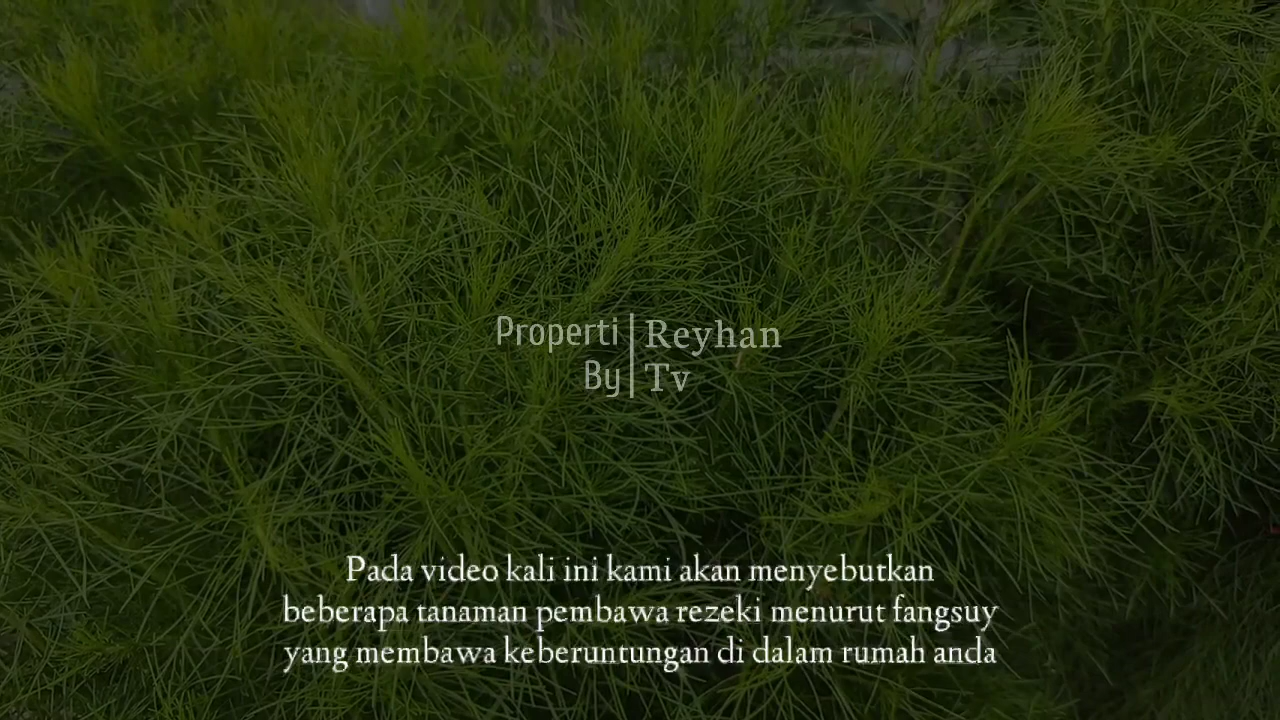 Properti Reyhan
By Tv
Pada video kali ini kami akan menyebutkan
beberapa tanaman pembawa rezeki menurut fangsuy
yang membawa keberuntungan di dalam rumah anda